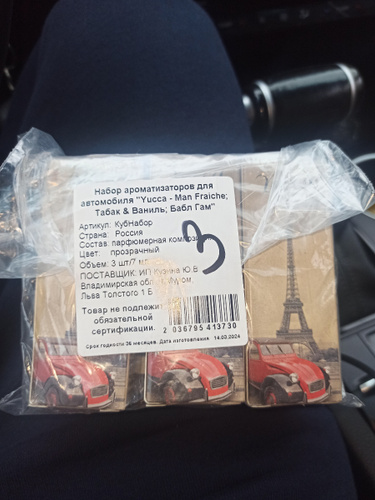 Набор ароматизаторов для
автомобиля "Yucca - Man Fraiche;
Табак & Ваниль; Бабл Гам"
Артикул: КубНабор
Страна: Россия
Состав: парфюмерная
Цвет: прозрачный
Объем: 3 шт/7
ПОСТАВЩИК: ИП Ю.В
Владимирская
Льва Толстого 1 Б
Товар не подлежит
обязательной
сертификации.
2 036795 413730
Срок годности 36 месяцев. Дата изготовления 14.03.2024
3